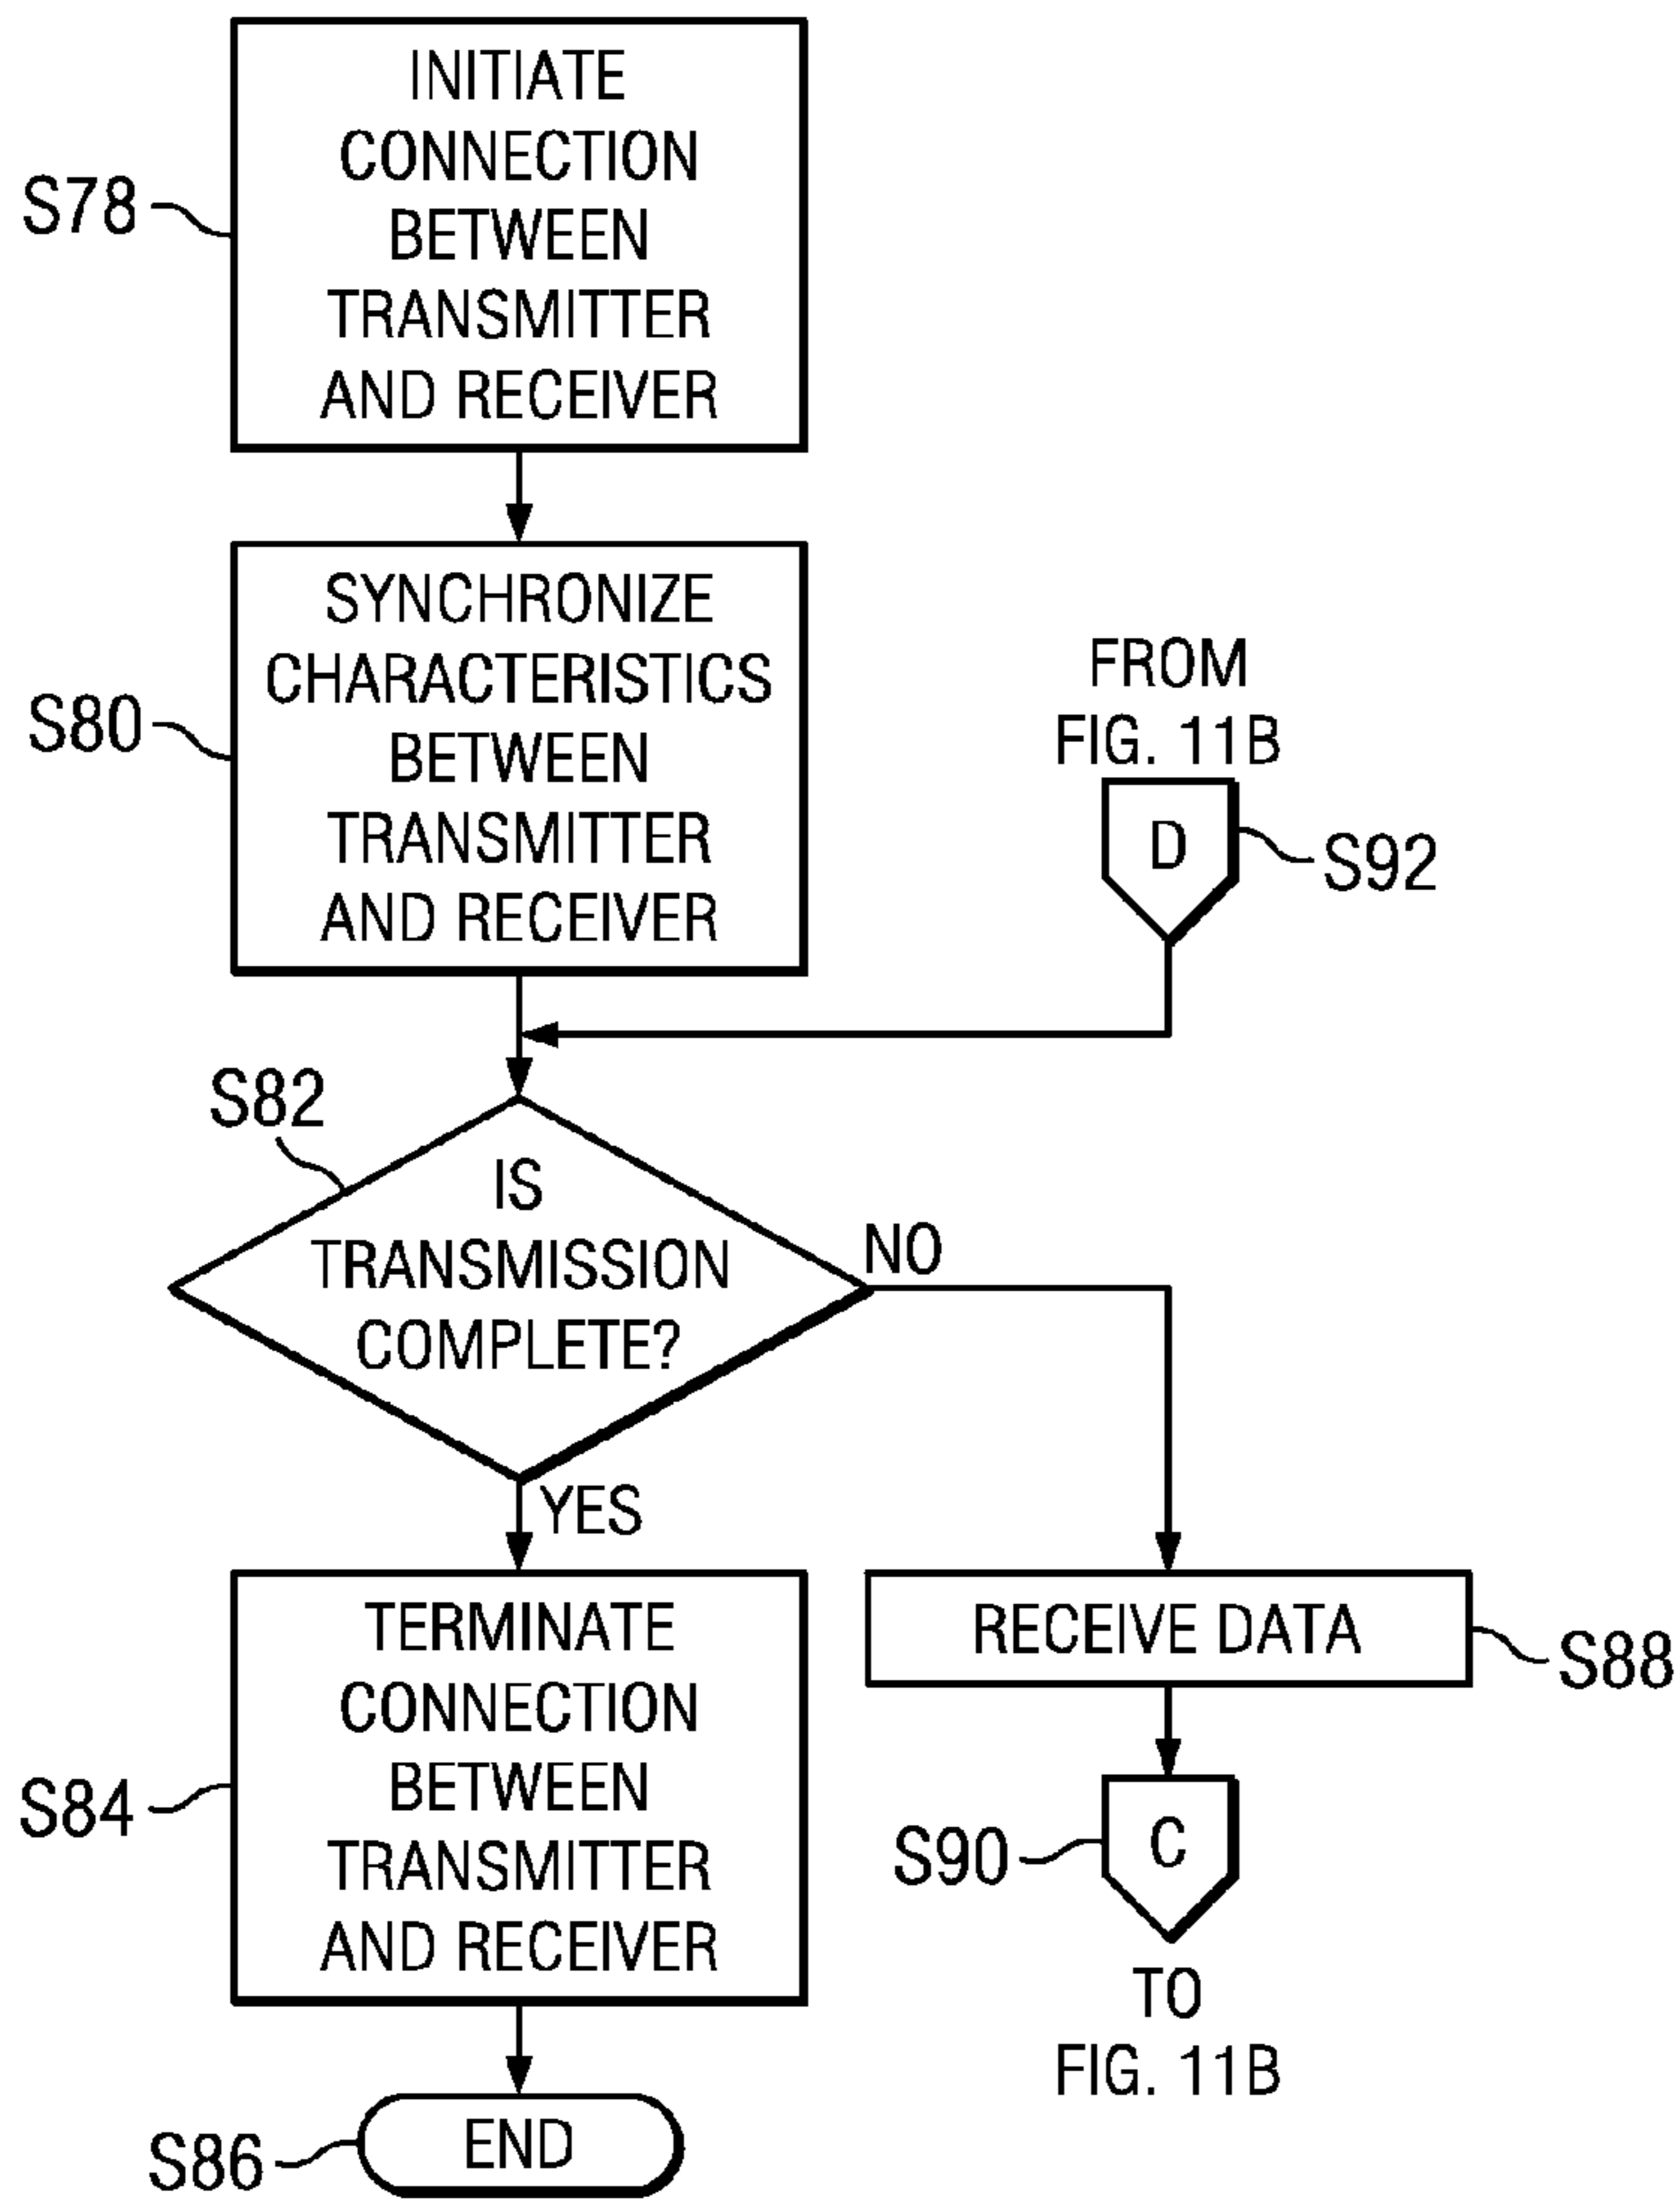 INITIATE
CONNECTION
BETWEEN
TRANSMITTER
AND RECEIVER
S78
SYNCHRONIZE
CHARACTERISTICS
BETWEEN
TRANSMITTER
AND RECEIVER
S80
FROM
FIG. 11B
D
S92
S82
IS
TRANSMISSION
COMPLETE?
NO
YES
TERMINATE
CONNECTION
BETWEEN
TRANSMITTER
AND RECEIVER
S84
RECEIVE DATA
S88
S90
C
TO
FIG. 11B
END
S86